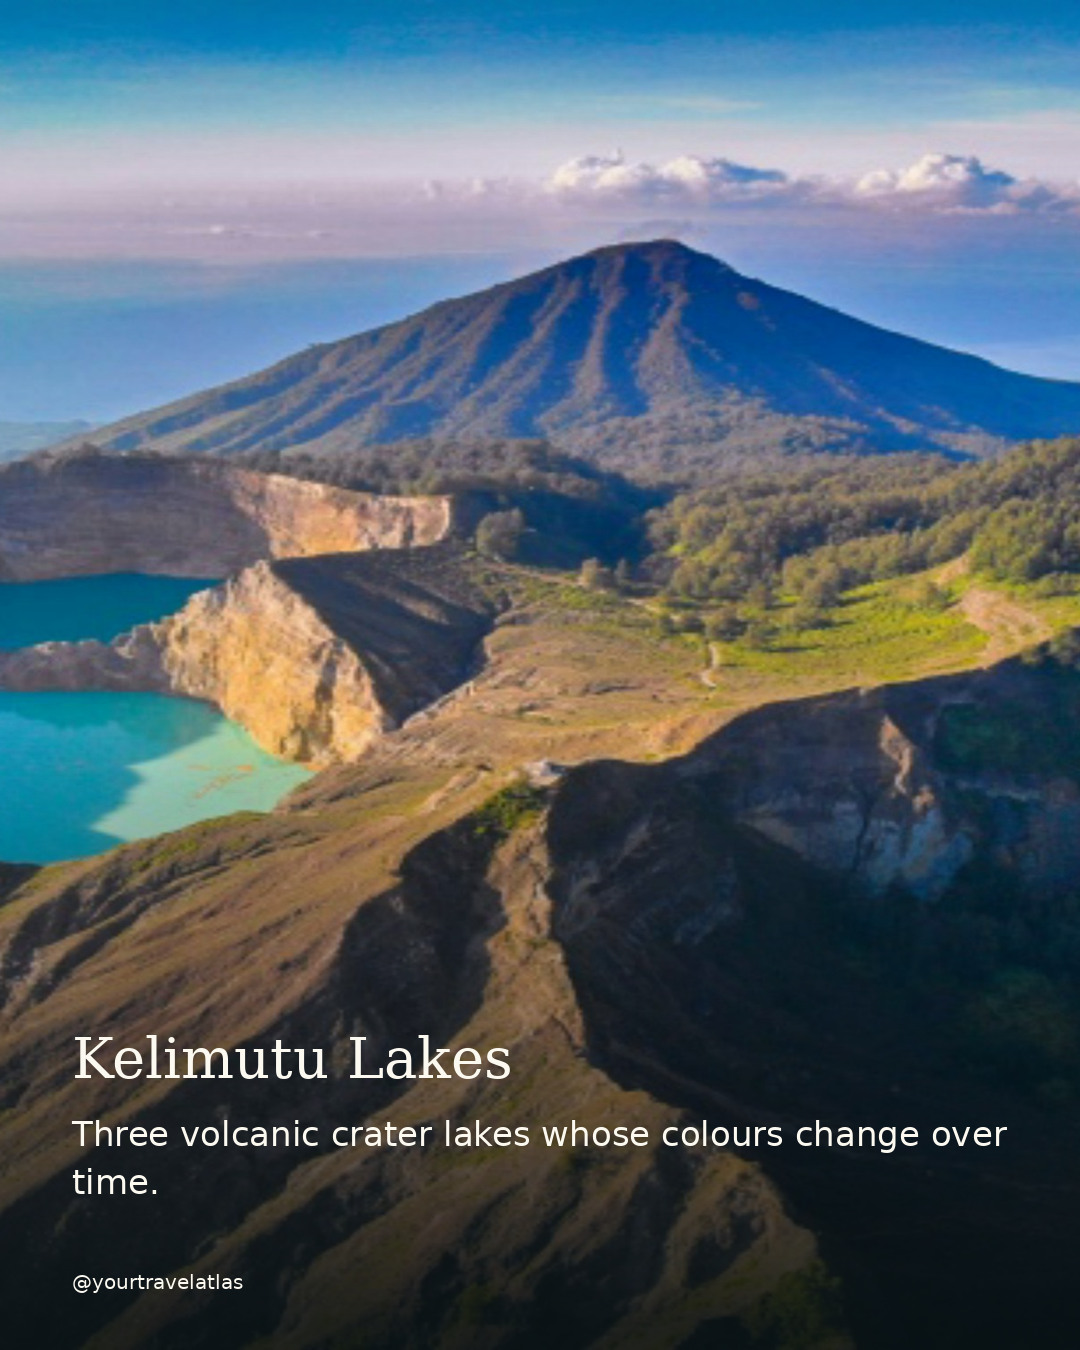 Kelimutu Lakes
Three volcanic crater lakes whose colours change over
time.
@yourtravelatlas